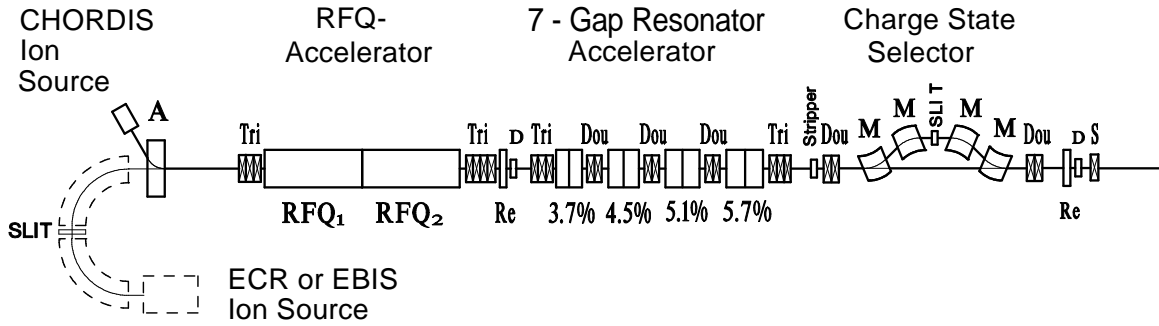 CHORDIS
Ion
Source
RFQ-
Accelerator
7 - Gap Resonator
Accelerator
Charge State
Selector
A
Tri
Tri
D
Tri
Dou
Dou
Dou
Tri
Stripper
Dou
M
M
SLIT
M
M
Dou
D
S
RFQ₁
RFQ₂
Re
3.7%
4.5%
5.1%
5.7%
Re
SLIT
ECR or EBIS
Ion Source